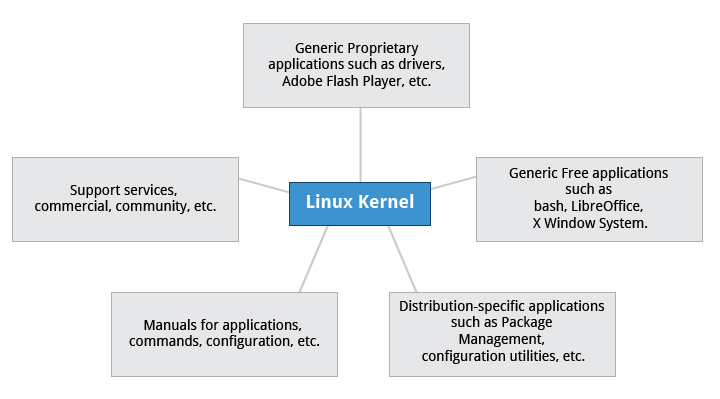 Generic Proprietary
applications such as drivers,
Adobe Flash Player, etc.
Support services,
commercial, community, etc.
Linux Kernel
Generic Free applications
such as
bash, LibreOffice,
X Window System.
Manuals for applications,
commands, configuration, etc.
Distribution-specific applications
such as Package
Management,
configuration utilities, etc.